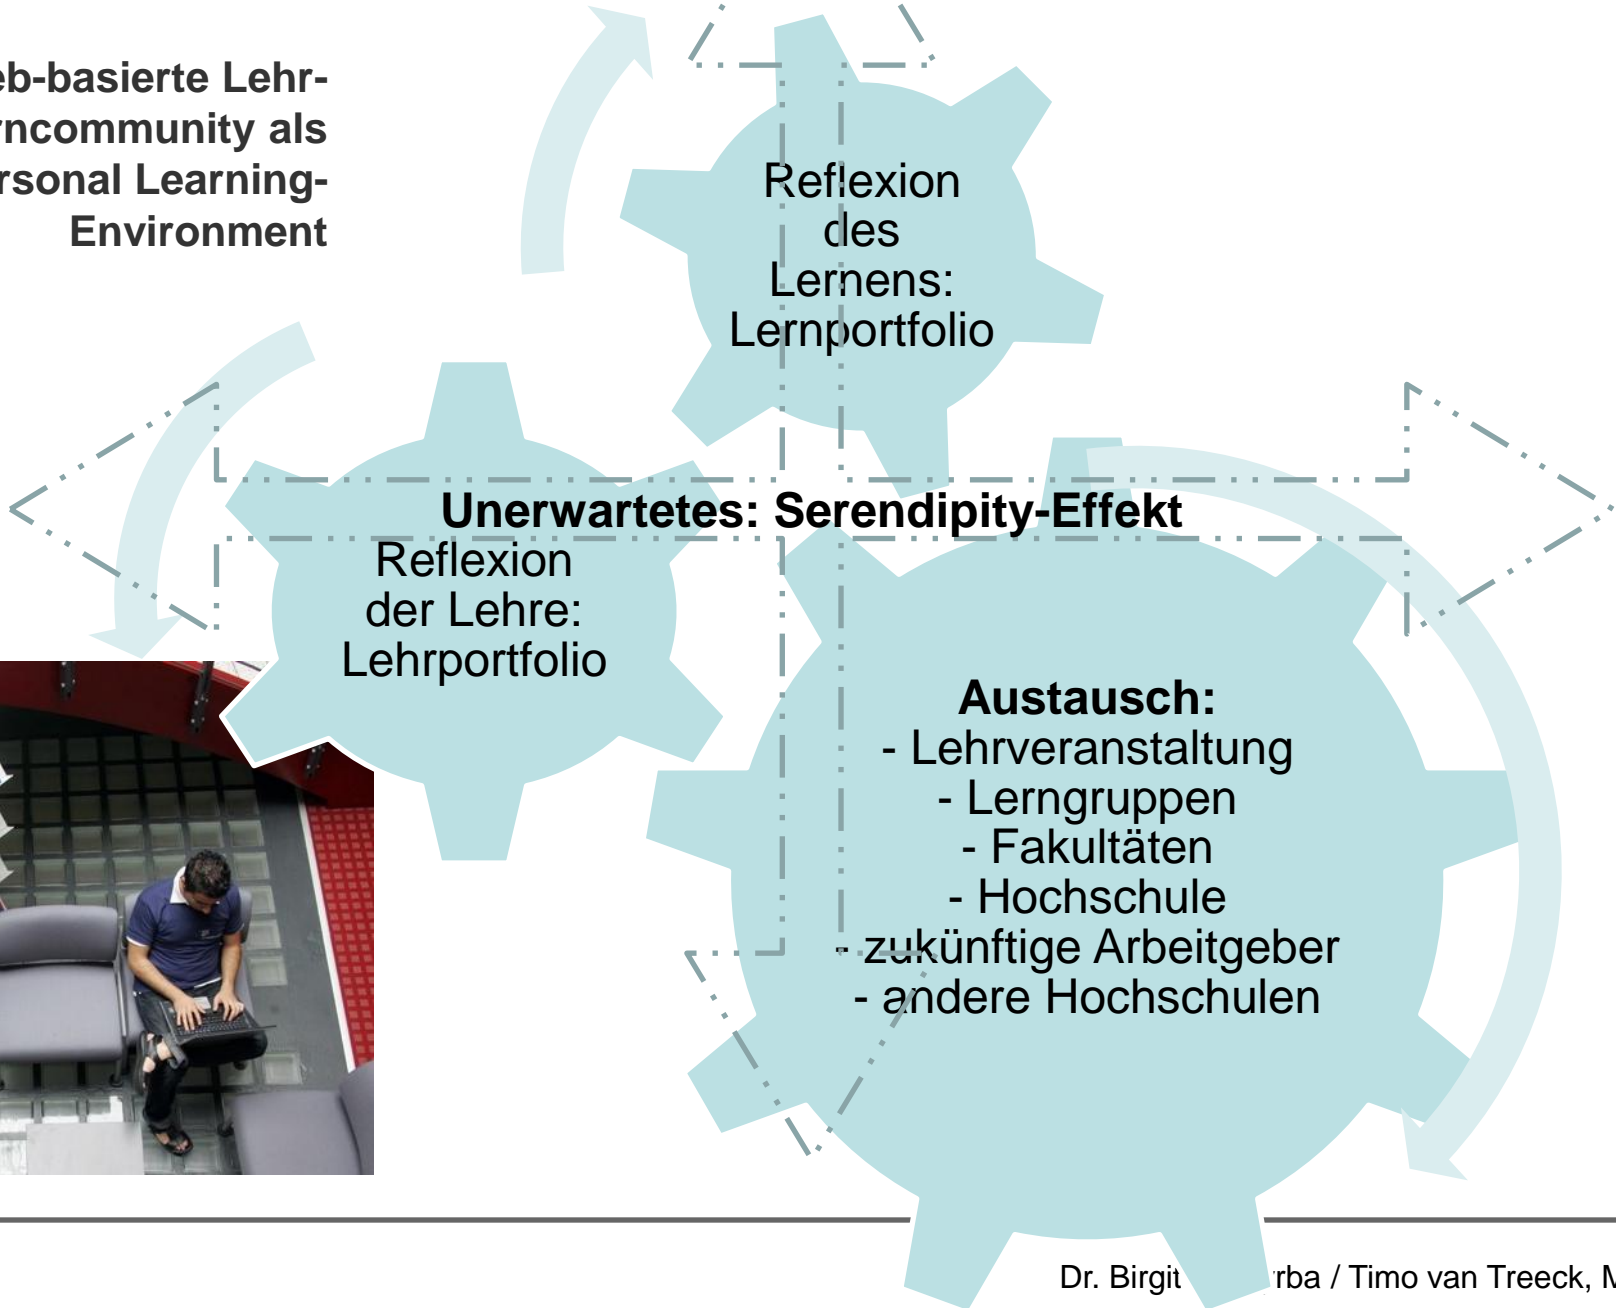 eb-basierte Lehr-
rncommunity als
rsonal Learning-
Environment
Reflexion
des
Lernens:
Lernportfolio
Unerwartetes: Serendipity-Effekt
Reflexion
der Lehre:
Lehrportfolio
Austausch:
- Lehrveranstaltung
- Lerngruppen
- Fakultäten
- Hochschule
- zukünftige Arbeitgeber
- andere Hochschulen
Dr. Birgit rba / Timo van Treeck,